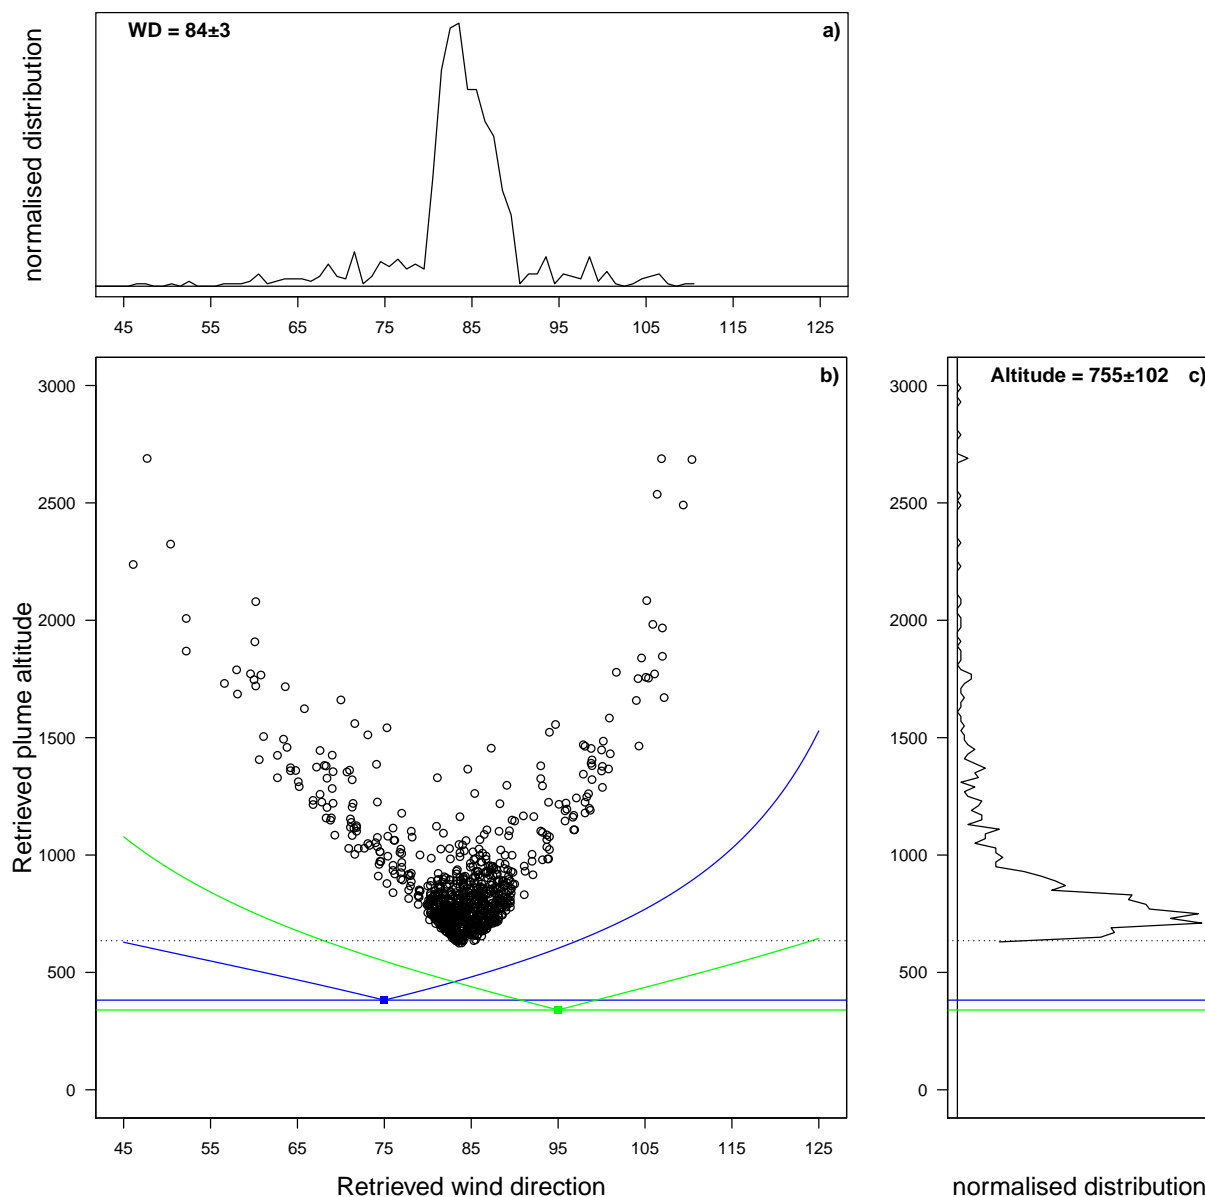 WD = 84±3
a)
normalised distribution
45 55 65 75 85 95 105 115 125
b)
3000
2500
2000
1500
1000
500
0
Retrieved plume altitude
45 55 65 75 85 95 105 115 125
Retrieved wind direction
Altitude = 755±102 c)
3000
2500
2000
1500
1000
500
0
normalised distribution